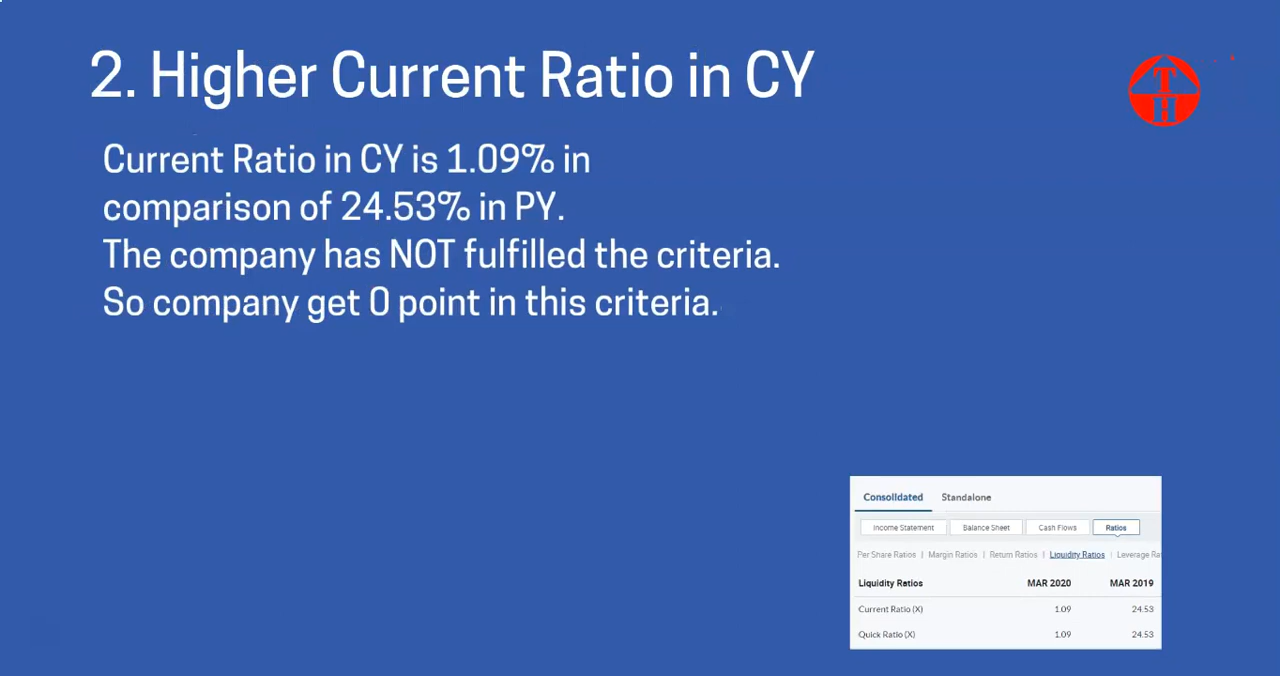 2. Higher Current Ratio in CY
T
H
Current Ratio in CY is 1.09% in
comparison of 24.53% in PY.
The company has NOT fulfilled the criteria.
So company get 0 point in this criteria.
Consolidated Standalone
Income Statement Balance Sheet Cash Flows Ratios
Per Share Ratios | Margin Ratios | Return Ratios | Liquidity Ratios | Leverage Ra
Liquidity Ratios MAR 2020 MAR 2019
Current Ratio (X) 1.09 24.53
Quick Ratio (X) 1.09 24.53